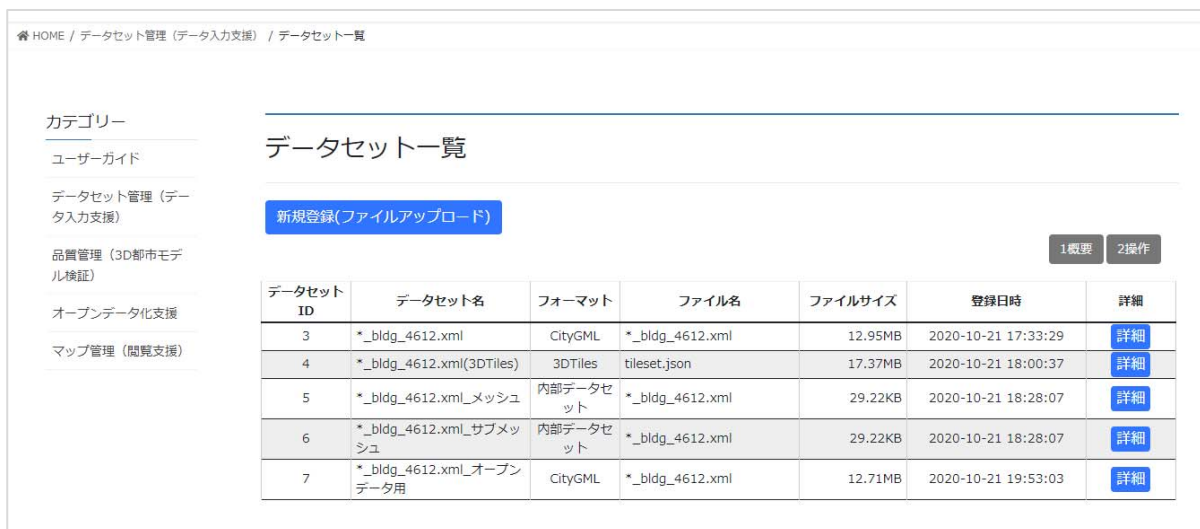 HOME / データセット管理（データ入力支援） / データセット一覧
カテゴリー
ユーザーガイド
データセット管理（デー
タ入力支援）
品質管理（3D都市モデ
ル検証）
オープンデータ化支援
マップ管理（閲覧支援）
データセット一覧
新規登録(ファイルアップロード)
1概要 2操作
データセット
ID データセット名 フォーマット ファイル名 ファイルサイズ 登録日時 詳細
3 *_bldg_4612.xml CityGML *_bldg_4612.xml 12.95MB 2020-10-21 17:33:29 詳細
4 *_bldg_4612.xml(3DTiles) 3DTiles tileset.json 17.37MB 2020-10-21 18:00:37 詳細
5 *_bldg_4612.xml_メッシュ 内部データセ
ット *_bldg_4612.xml 29.22KB 2020-10-21 18:28:07 詳細
6 *_bldg_4612.xml_サブメッ
シュ 内部データセ
ット *_bldg_4612.xml 29.22KB 2020-10-21 18:28:07 詳細
7 *_bldg_4612.xml_オープン
データ用 CityGML *_bldg_4612.xml 12.71MB 2020-10-21 19:53:03 詳細